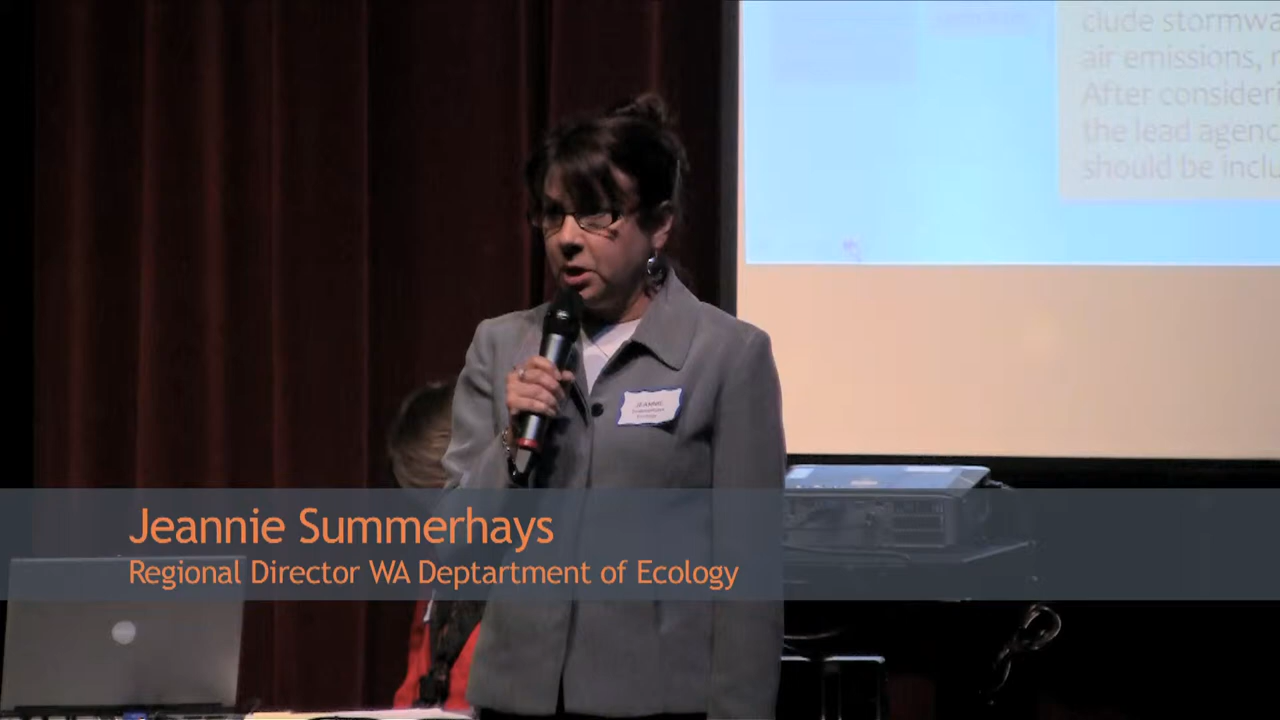 clude stormwa
air emissions, r
After consideri
the lead agenc
should be inclu
JEANNIE
Jeannie Summerhays
Regional Director WA Deptartment of Ecology